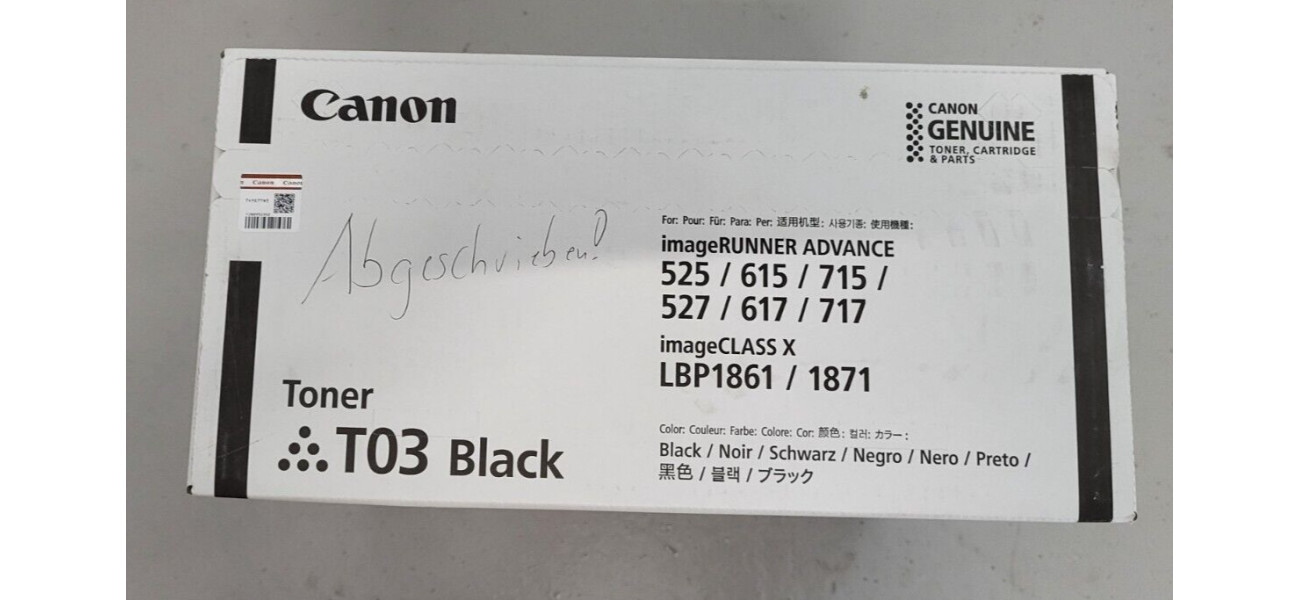 Canon
CANON
GENUINE
TONER, CARTRIDGE
& PARTS
Canon Canon
Abgeschrieben!
For: Pour: Für: Para: Per: 适用机型: 사용기종: 使用機種:
imageRUNNER ADVANCE
525 / 615 / 715 /
527 / 617 / 717
imageCLASS X
LBP1861 / 1871
Toner
T03 Black
Color: Couleur: Farbe: Colore: Cor: 颜色: 컬러: カラー:
Black / Noir / Schwarz / Negro / Nero / Preto /
黑色 / 블랙 / ブラック